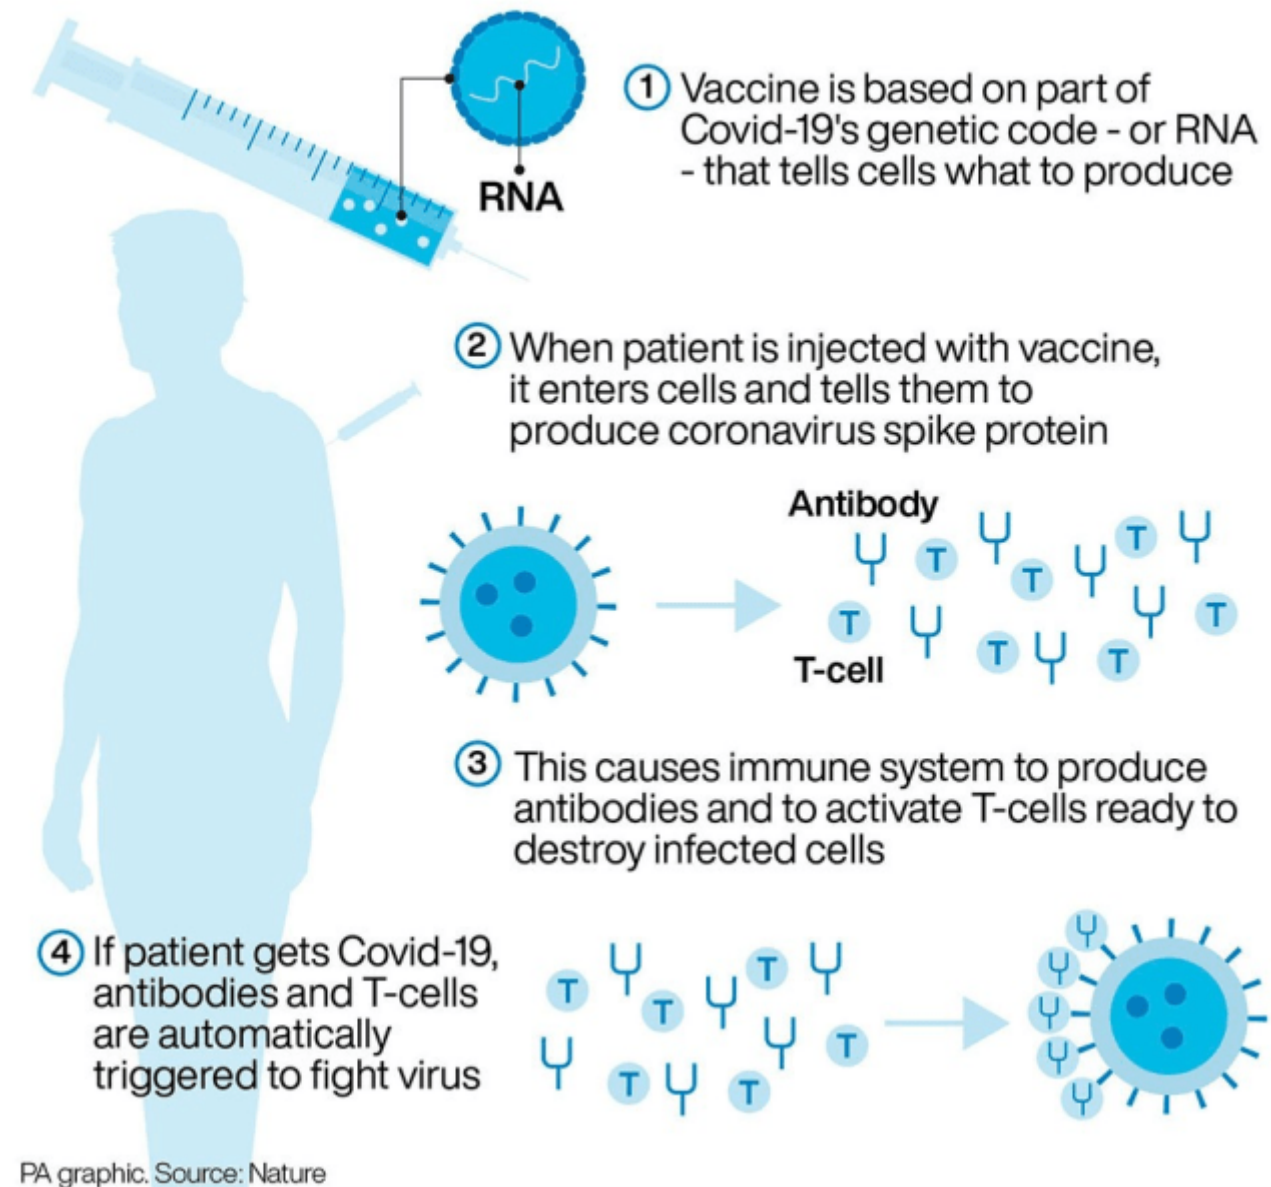 RNA
1 Vaccine is based on part of
Covid-19's genetic code - or RNA
- that tells cells what to produce
2 When patient is injected with vaccine,
it enters cells and tells them to
produce coronavirus spike protein
Antibody
T
T
T
T
T
T
T
T-cell
3 This causes immune system to produce
antibodies and to activate T-cells ready to
destroy infected cells
4 If patient gets Covid-19,
antibodies and T-cells
are automatically
triggered to fight virus
T
T
T
T
T
T
PA graphic. Source: Nature